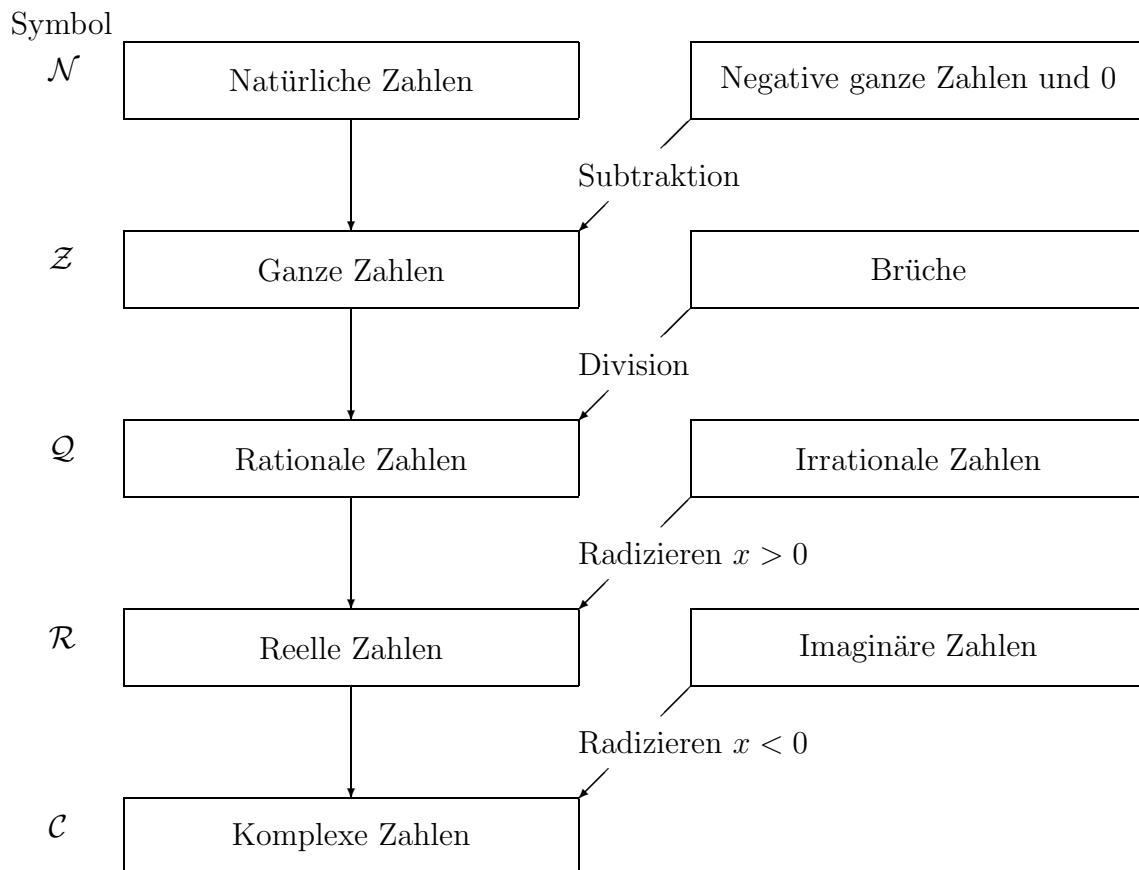 Symbol
𝒩 Natürliche Zahlen Negative ganze Zahlen und 0
Subtraktion
𝒵 Ganze Zahlen Brüche
Division
𝒬 Rationale Zahlen Irrationale Zahlen
Radizieren x > 0
ℛ Reelle Zahlen Imaginäre Zahlen
Radizieren x < 0
𝒞 Komplexe Zahlen